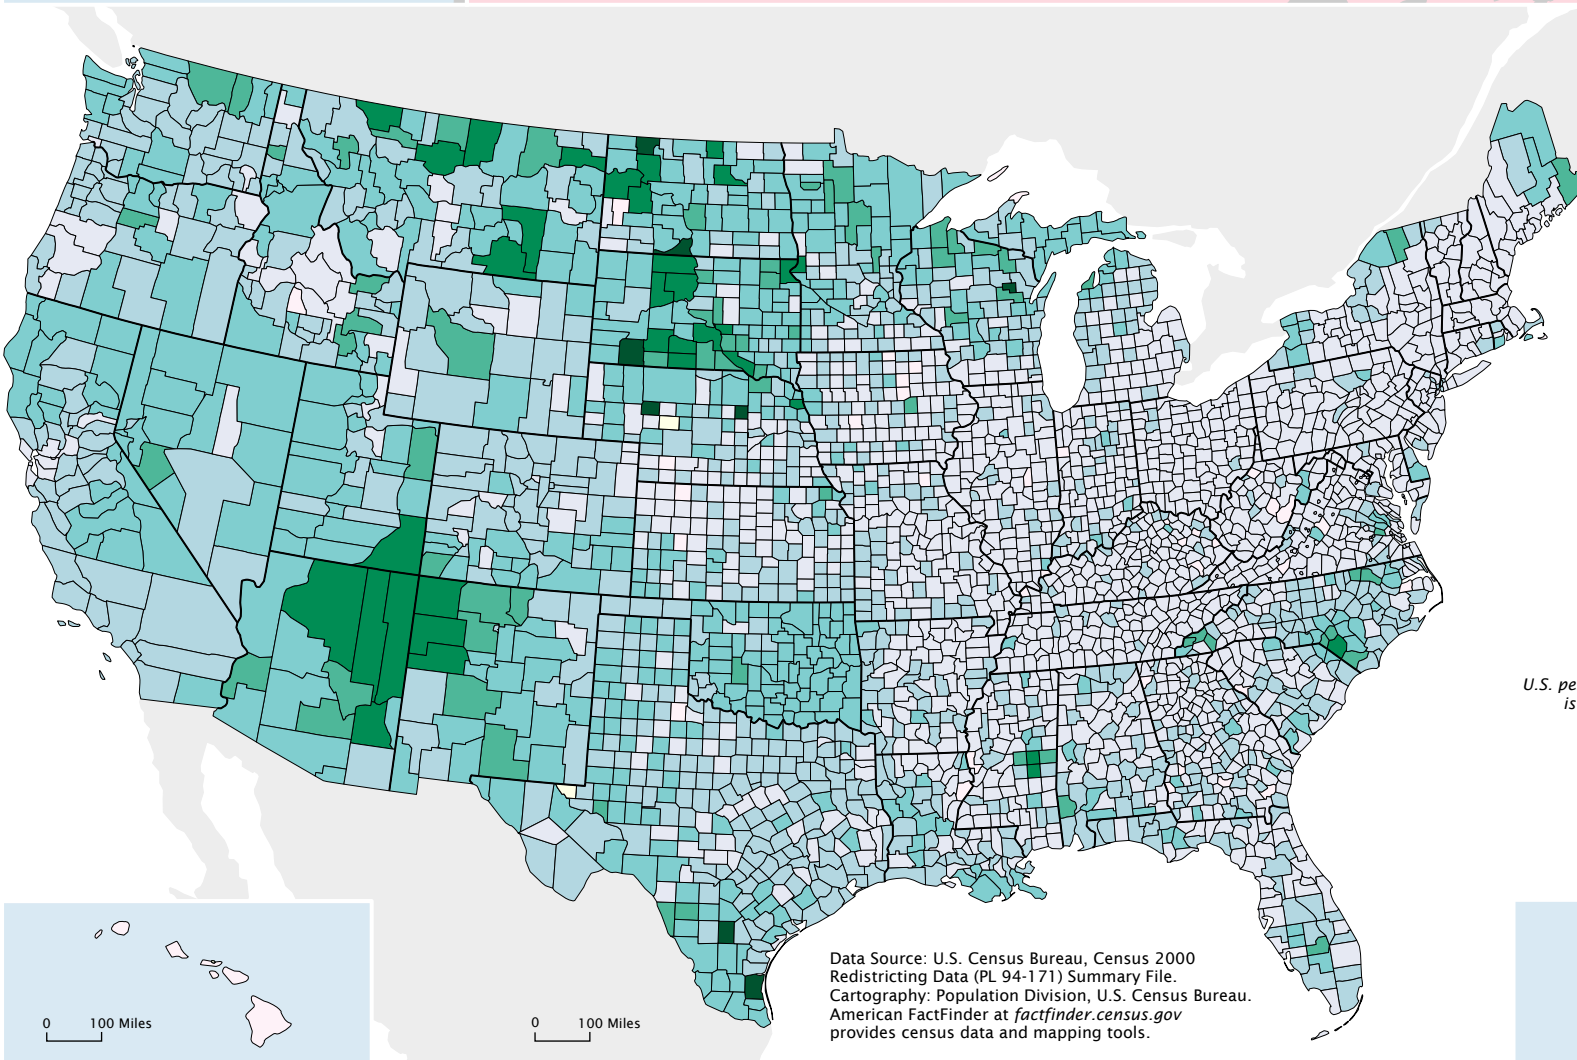 U.S. pe
is
Data Source: U.S. Census Bureau, Census 2000
Redistricting Data (PL 94-171) Summary File.
Cartography: Population Division, U.S. Census Bureau.
American FactFinder at factfinder.census.gov
provides census data and mapping tools.
0 100 Miles
0 100 Miles